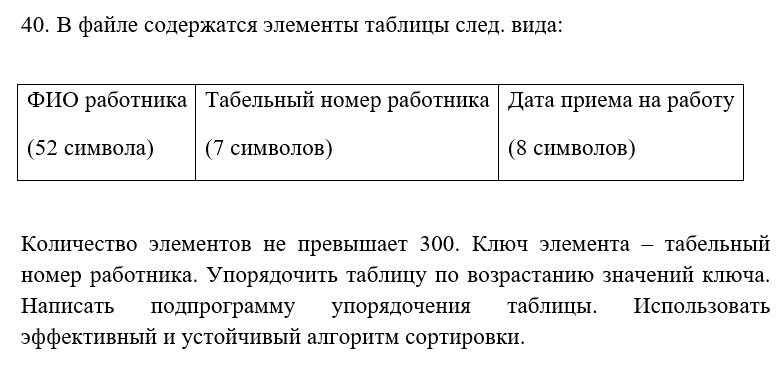 40. В файле содержатся элементы таблицы след. вида:
ФИО работника Табельный номер работника Дата приема на работу
(52 символа) (7 символов) (8 символов)
Количество элементов не превышает 300. Ключ элемента – табельный
номер работника. Упорядочить таблицу по возрастанию значений ключа.
Написать подпрограмму упорядочения таблицы. Использовать
эффективный и устойчивый алгоритм сортировки.